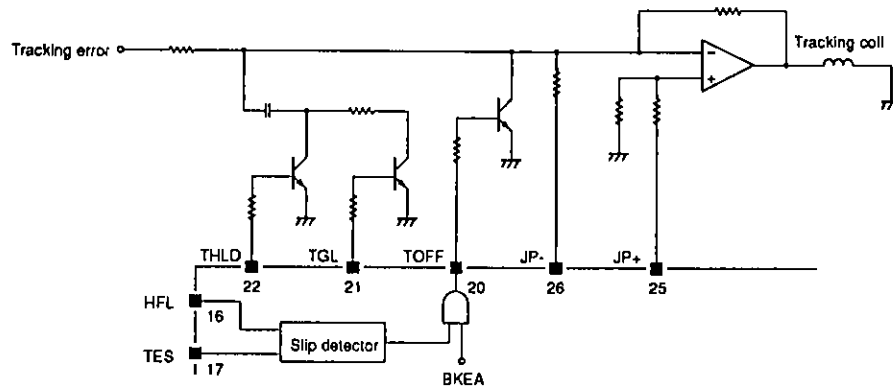 Tracking error
Tracking coil
−
+
THLD
TGL
TOFF
JP-
JP+
22
21
20
26
25
HFL
16
Slip detector
TES
17
BKEA